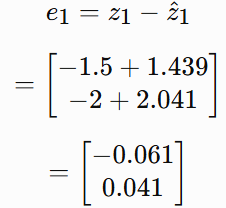 e₁ = z₁ − ẑ₁
= [−1.5 + 1.439
−2 + 2.041]
= [−0.061
0.041]